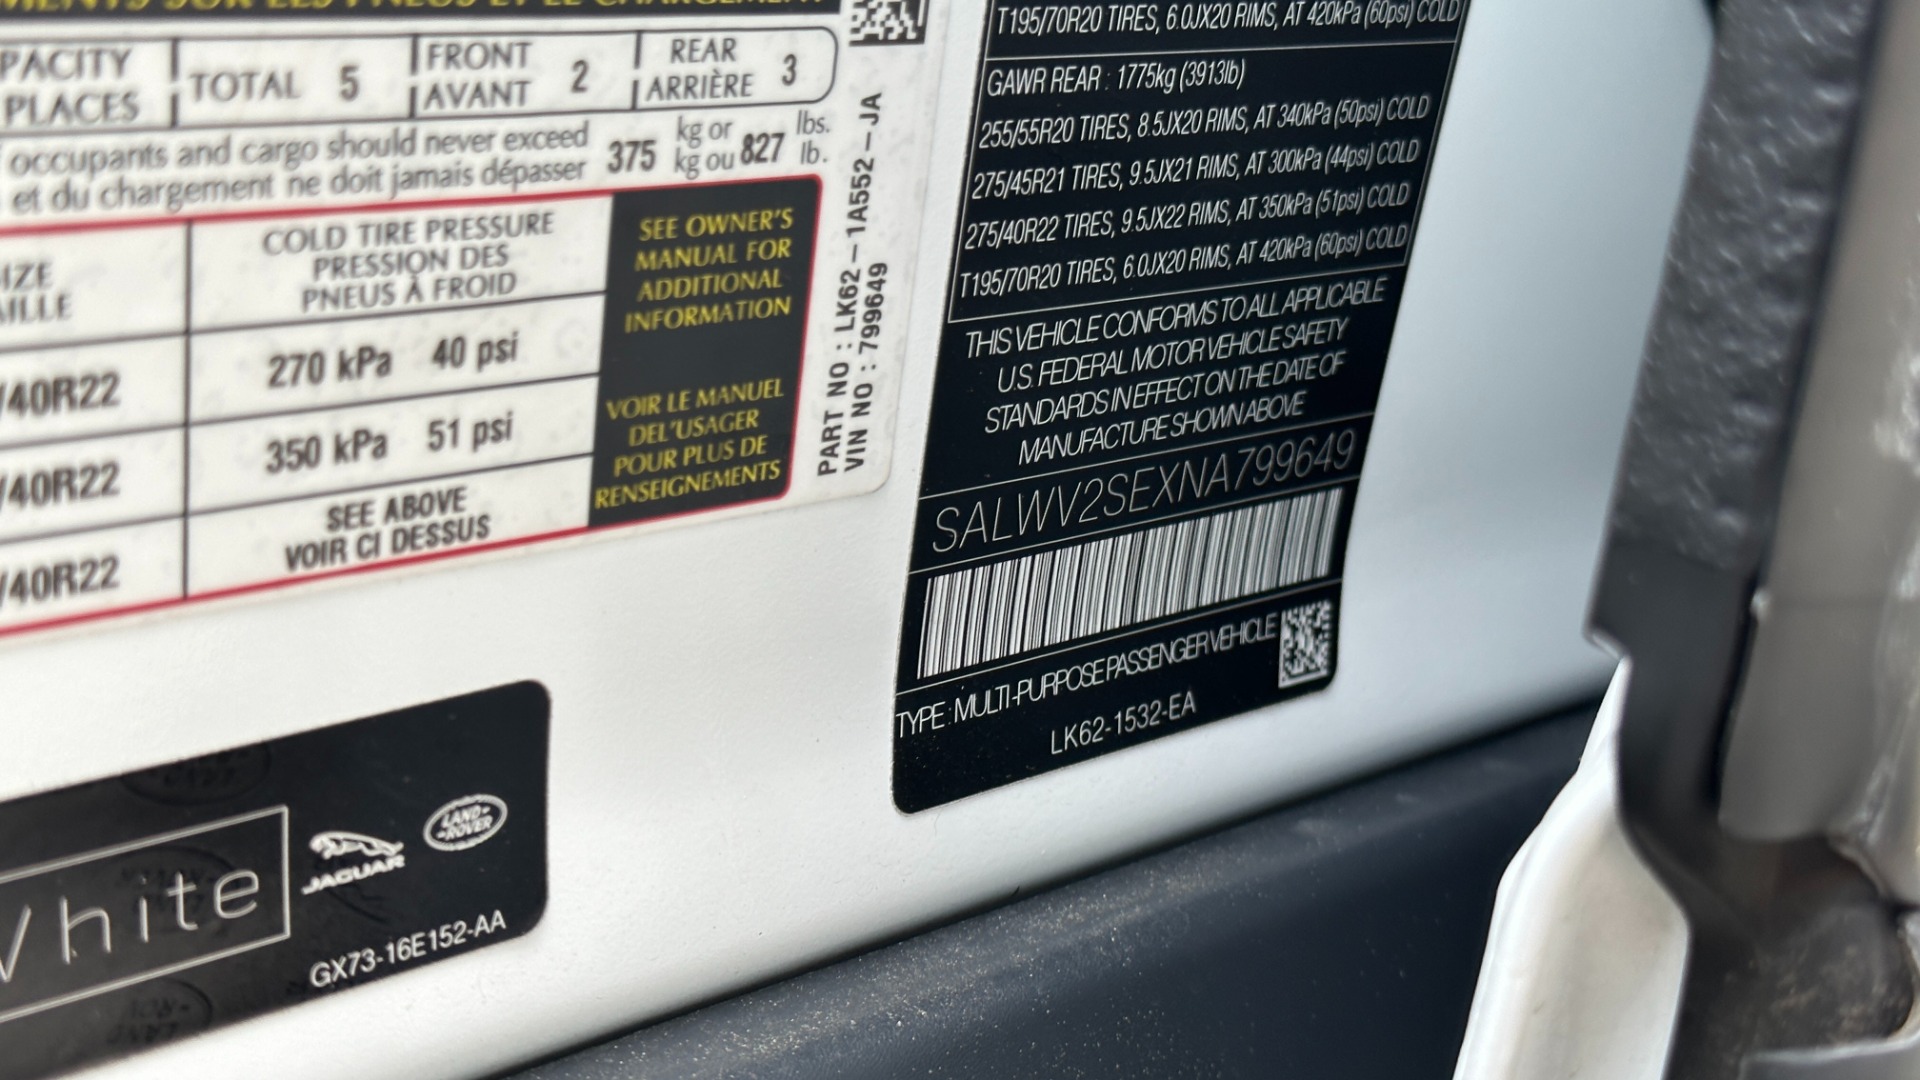 PACITY TOTAL 5 FRONT 2 REAR 3
PLACES AVANT ARRIÈRE
occupants and cargo should never exceed 375 kg or 827 lbs.
et du chargement ne doit jamais dépasser kg ou lb.
IZE
AILLE
COLD TIRE PRESSURE
PRESSION DES
PNEUS À FROID
/40R22 270 kPa 40 psi
/40R22 350 kPa 51 psi
/40R22 SEE ABOVE
VOIR CI DESSUS
SEE OWNER'S
MANUAL FOR
ADDITIONAL
INFORMATION
VOIR LE MANUEL
DEL'USAGER
POUR PLUS DE
RENSEIGNEMENTS
PART NO : LK62-1A552-JA
VIN NO : 799649
T195/70R20 TIRES, 6.0JX20 RIMS, AT 420kPa (60psi) COLD
GAWR REAR : 1775kg (3913lb)
255/55R20 TIRES, 8.5JX20 RIMS, AT 340kPa (50psi) COLD
275/45R21 TIRES, 9.5JX21 RIMS, AT 300kPa (44psi) COLD
275/40R22 TIRES, 9.5JX22 RIMS, AT 350kPa (51psi) COLD
T195/70R20 TIRES, 6.0JX20 RIMS, AT 420kPa (60psi) COLD
THIS VEHICLE CONFORMS TO ALL APPLICABLE
U.S. FEDERAL MOTOR VEHICLE SAFETY
STANDARDS IN EFFECT ON THE DATE OF
MANUFACTURE SHOWN ABOVE
SALWV2SEXNA799649
TYPE : MULTI-PURPOSE PASSENGER VEHICLE
LK62-1532-EA
White
JAGUAR
LAND-
-ROVER
GX73-16E152-AA